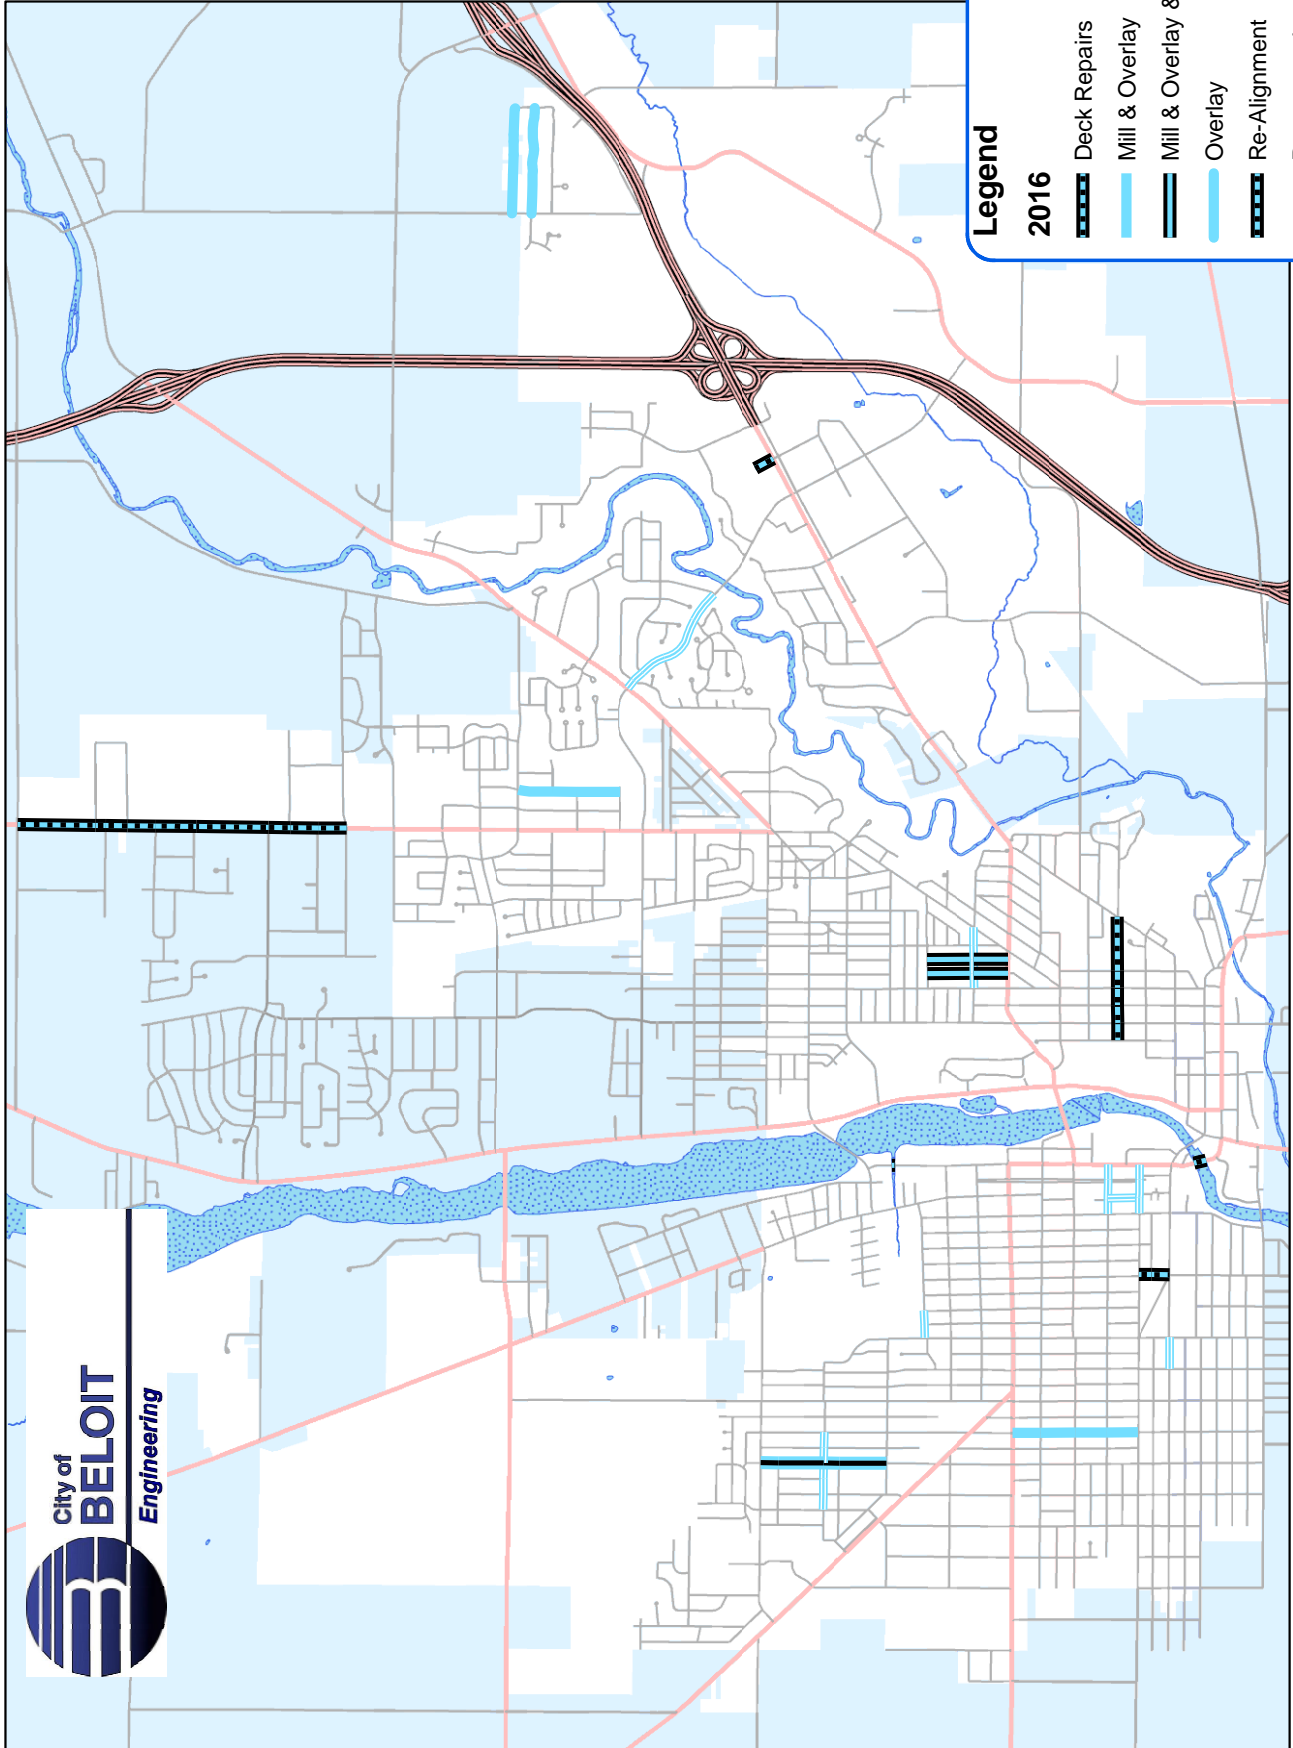 City of
BELOIT
Engineering
Legend
2016
Deck Repairs
Mill & Overlay
Mill & Overlay &
Overlay
Re-Alignment